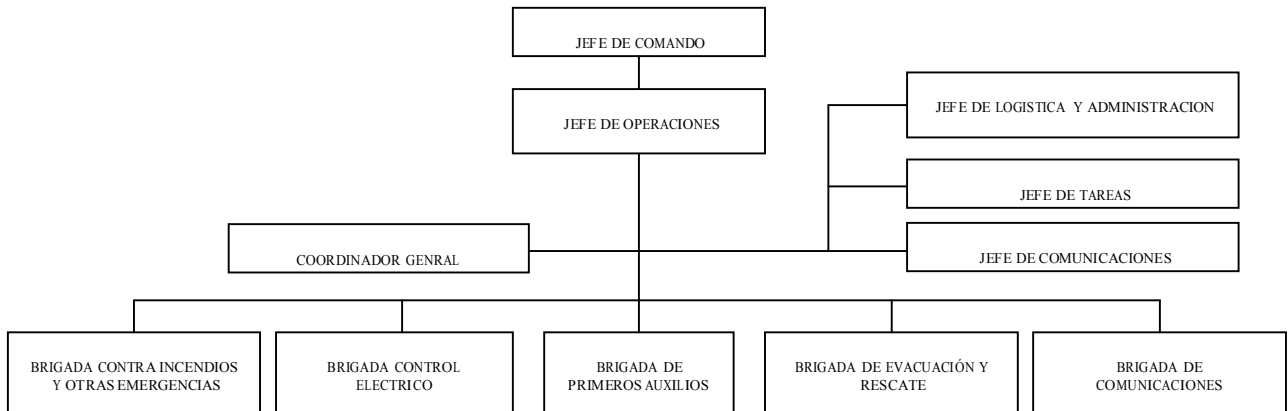 JEFE DE COMANDO
JEFE DE OPERACIONES
JEFE DE LOGISTICA Y ADMINISTRACION
JEFE DE TAREAS
COORDINADOR GENRAL
JEFE DE COMUNICACIONES
BRIGADA CONTRA INCENDIOS
Y OTRAS EMERGENCIAS
BRIGADA CONTROL
ELECTRICO
BRIGADA DE
PRIMEROS AUXILIOS
BRIGADA DE EVACUACIÓN Y
RESCATE
BRIGADA DE
COMUNICACIONES